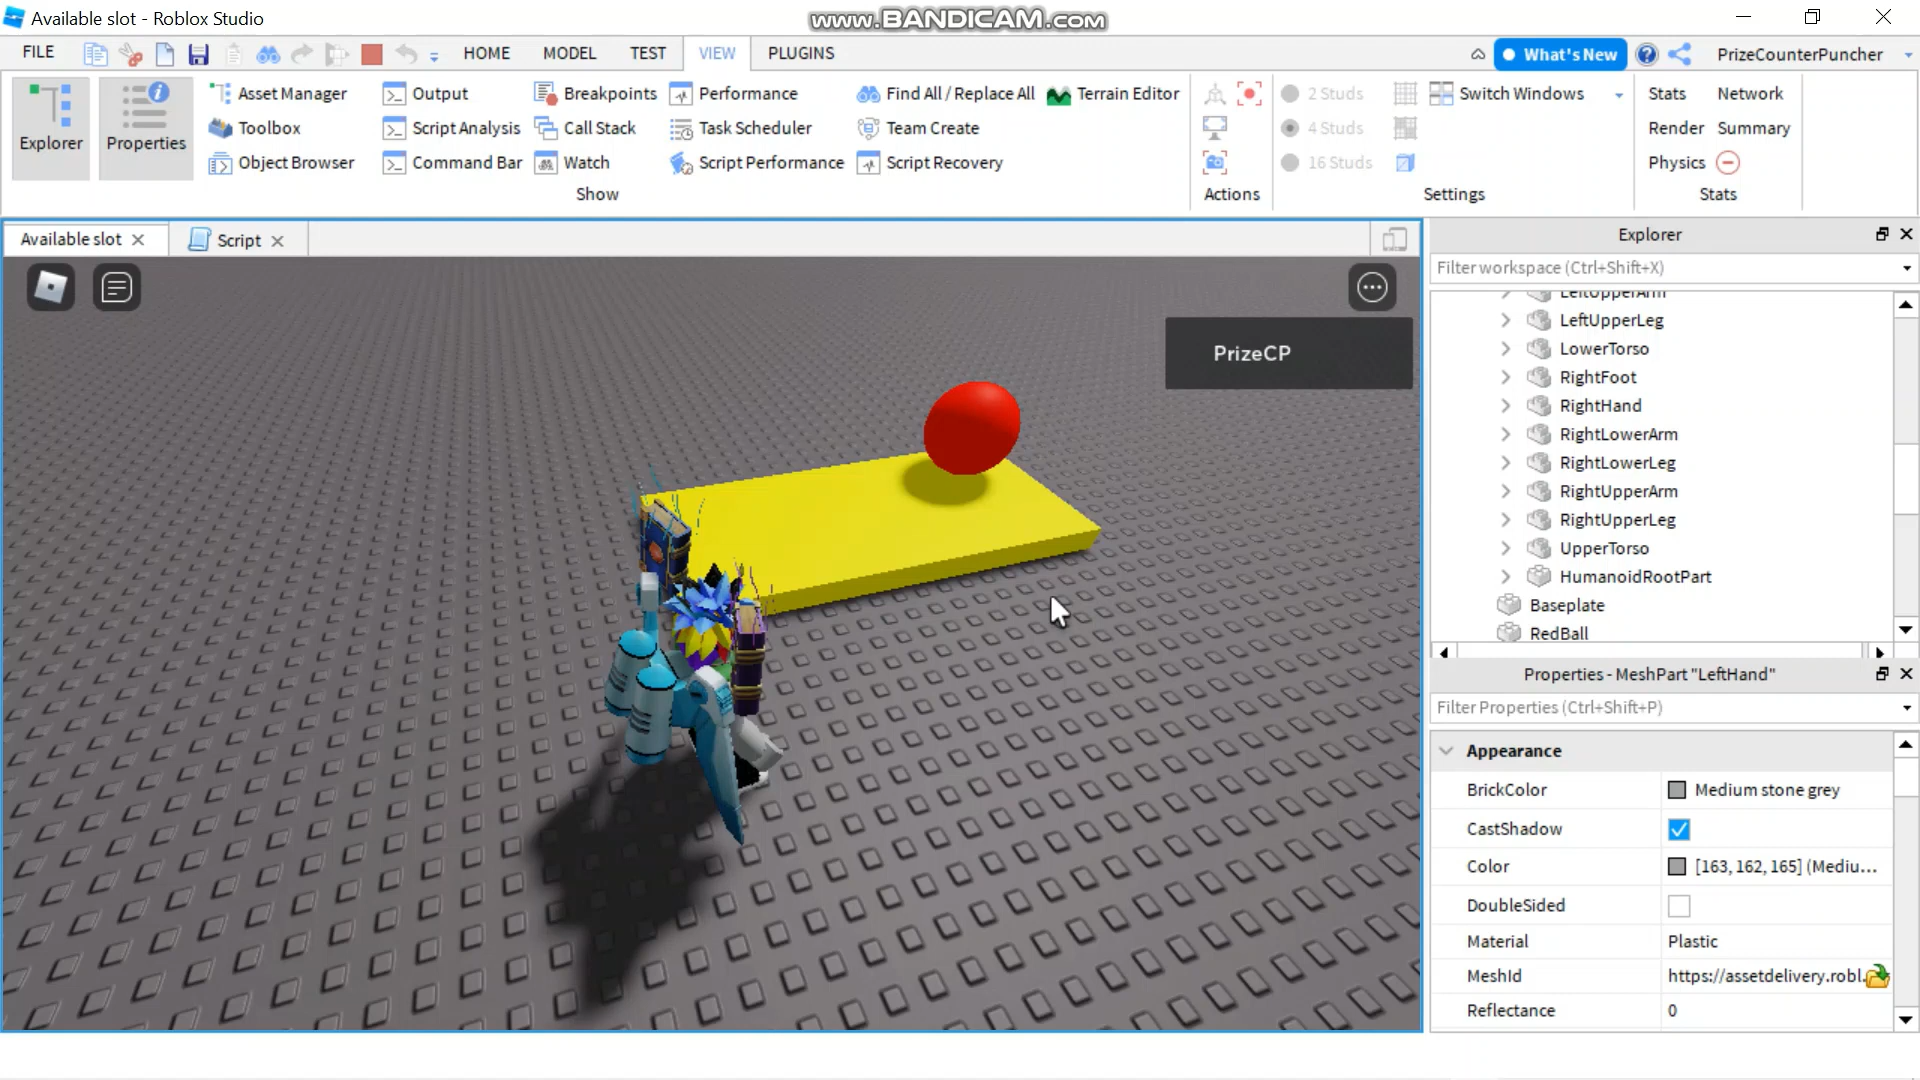 Available slot - Roblox Studio
www.BANDICAM.com
FILE
HOME
MODEL
TEST
VIEW
PLUGINS
What's New
PrizeCounterPuncher
Explorer
Properties
Asset Manager
Toolbox
Object Browser
Output
Script Analysis
Command Bar
Breakpoints
Call Stack
Watch
Performance
Task Scheduler
Script Performance
Find All / Replace All
Team Create
Script Recovery
Terrain Editor
Show
Actions
2 Studs
4 Studs
16 Studs
Switch Windows
Settings
Stats
Network
Render
Summary
Physics
Stats
Available slot
Script
PrizeCP
Explorer
Filter workspace (Ctrl+Shift+X)
LeftUpperArm
LeftUpperLeg
LowerTorso
RightFoot
RightHand
RightLowerArm
RightLowerLeg
RightUpperArm
RightUpperLeg
UpperTorso
HumanoidRootPart
Baseplate
RedBall
Properties - MeshPart "LeftHand"
Filter Properties (Ctrl+Shift+P)
Appearance
BrickColor Medium stone grey
CastShadow
Color [163, 162, 165] (Mediu...
DoubleSided
Material Plastic
MeshId https://assetdelivery.robl.
Reflectance 0